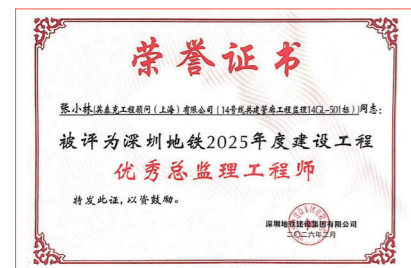 荣誉证书
张小林(英泰克工程顾问(上海)有限公司(14号线共建管廊工程监理14GL-501标))同志:
被评为深圳地铁2025年度建设工程
优秀总监理工程师
特发此证,以资鼓励。
深圳地铁建设集团有限公司
二〇二六年二月